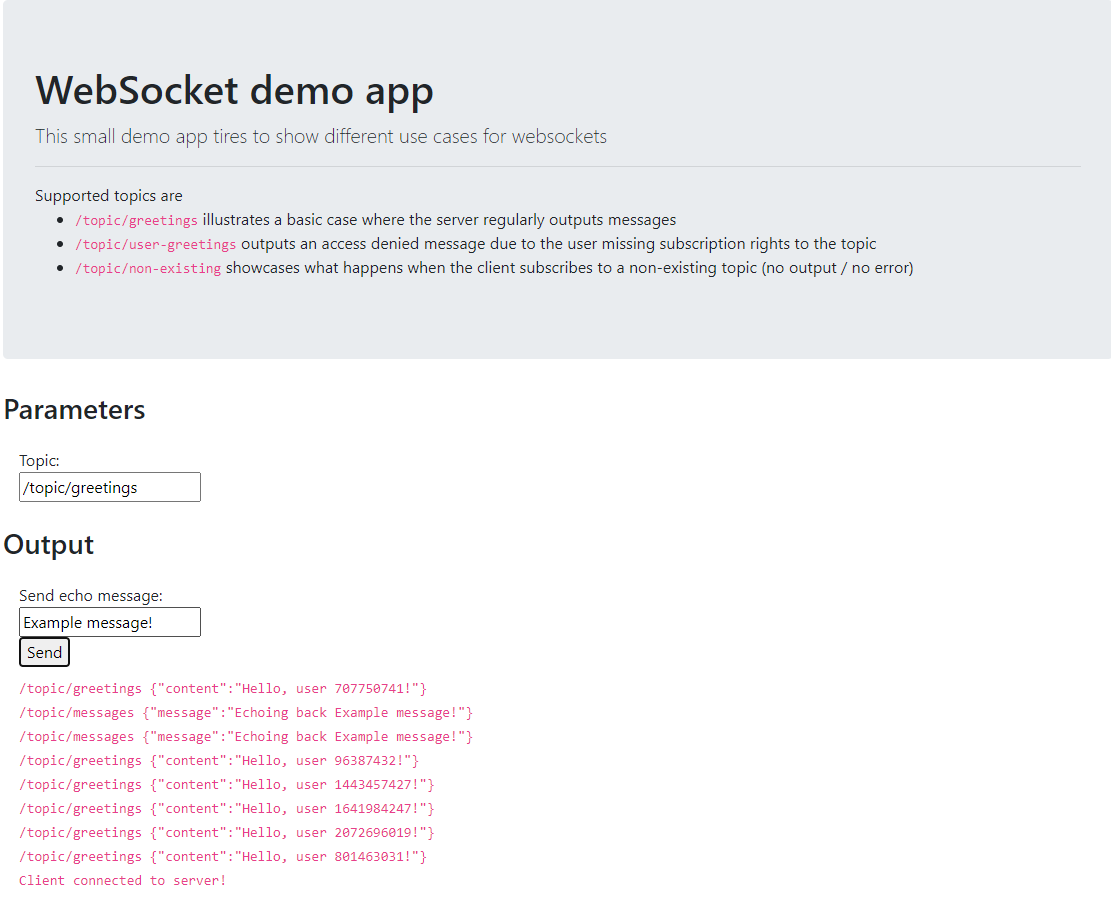 WebSocket demo app
This small demo app tires to show different use cases for websockets
Supported topics are
/topic/greetings illustrates a basic case where the server regularly outputs messages
/topic/user-greetings outputs an access denied message due to the user missing subscription rights to the topic
/topic/non-existing showcases what happens when the client subscribes to a non-existing topic (no output / no error)
Parameters
Topic:
/topic/greetings
Output
Send echo message:
Example message!
Send
/topic/greetings {"content":"Hello, user 707750741!"}
/topic/messages {"message":"Echoing back Example message!"}
/topic/messages {"message":"Echoing back Example message!"}
/topic/greetings {"content":"Hello, user 96387432!"}
/topic/greetings {"content":"Hello, user 1443457427!"}
/topic/greetings {"content":"Hello, user 1641984247!"}
/topic/greetings {"content":"Hello, user 2072696019!"}
/topic/greetings {"content":"Hello, user 801463031!"}
Client connected to server!